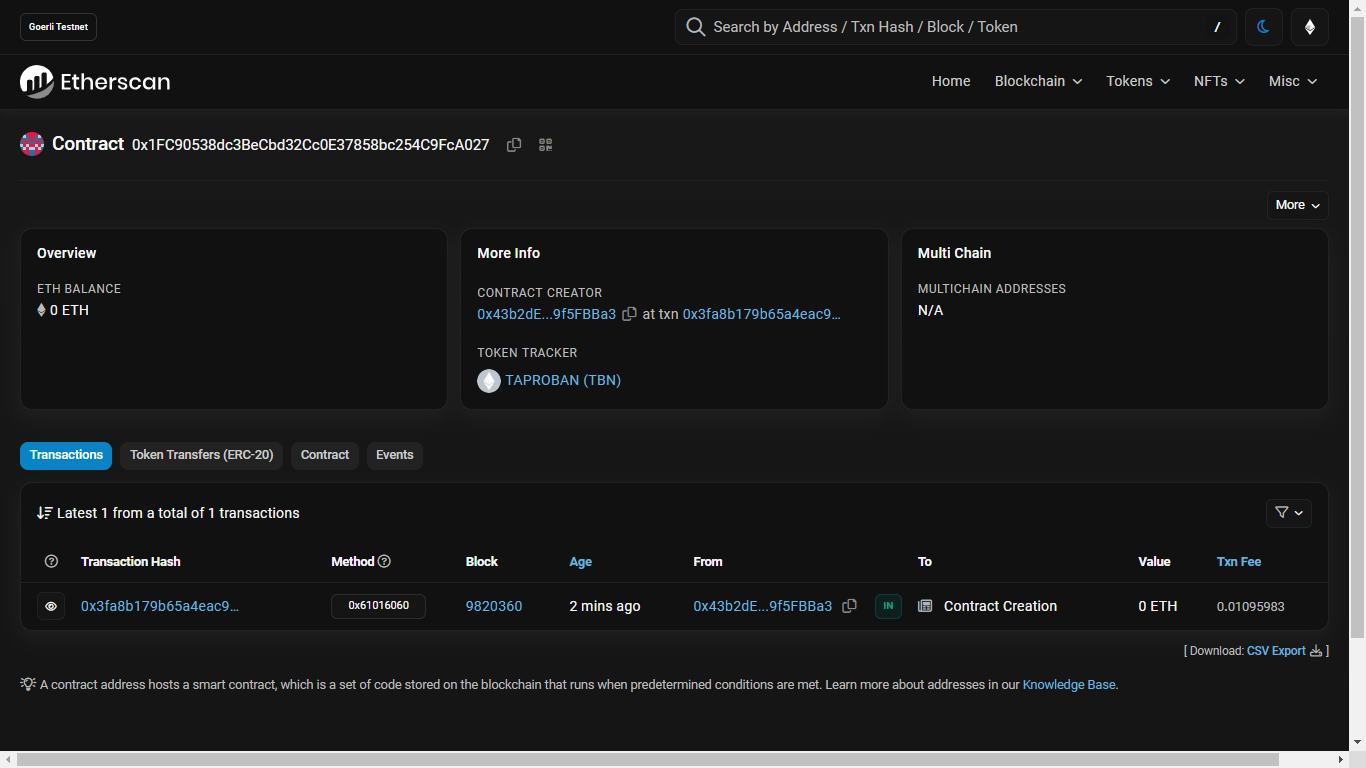 Goerli Testnet
Search by Address / Txn Hash / Block / Token
/
Etherscan
Home Blockchain Tokens NFTs Misc
Contract 0x1FC90538dc3BeCbd32Cc0E37858bc254C9FcA027
More
Overview
ETH BALANCE
0 ETH
More Info
CONTRACT CREATOR
0x43b2dE...9f5FBBa3 at txn 0x3fa8b179b65a4eac9...
TOKEN TRACKER
TAPROBAN (TBN)
Multi Chain
MULTICHAIN ADDRESSES
N/A
Transactions Token Transfers (ERC-20) Contract Events
Latest 1 from a total of 1 transactions
Transaction Hash Method Block Age From To Value Txn Fee
0x3fa8b179b65a4eac9... 0x61016060 9820360 2 mins ago 0x43b2dE...9f5FBBa3 IN Contract Creation 0 ETH 0.01095983
[ Download: CSV Export ]
A contract address hosts a smart contract, which is a set of code stored on the blockchain that runs when predetermined conditions are met. Learn more about addresses in our Knowledge Base.